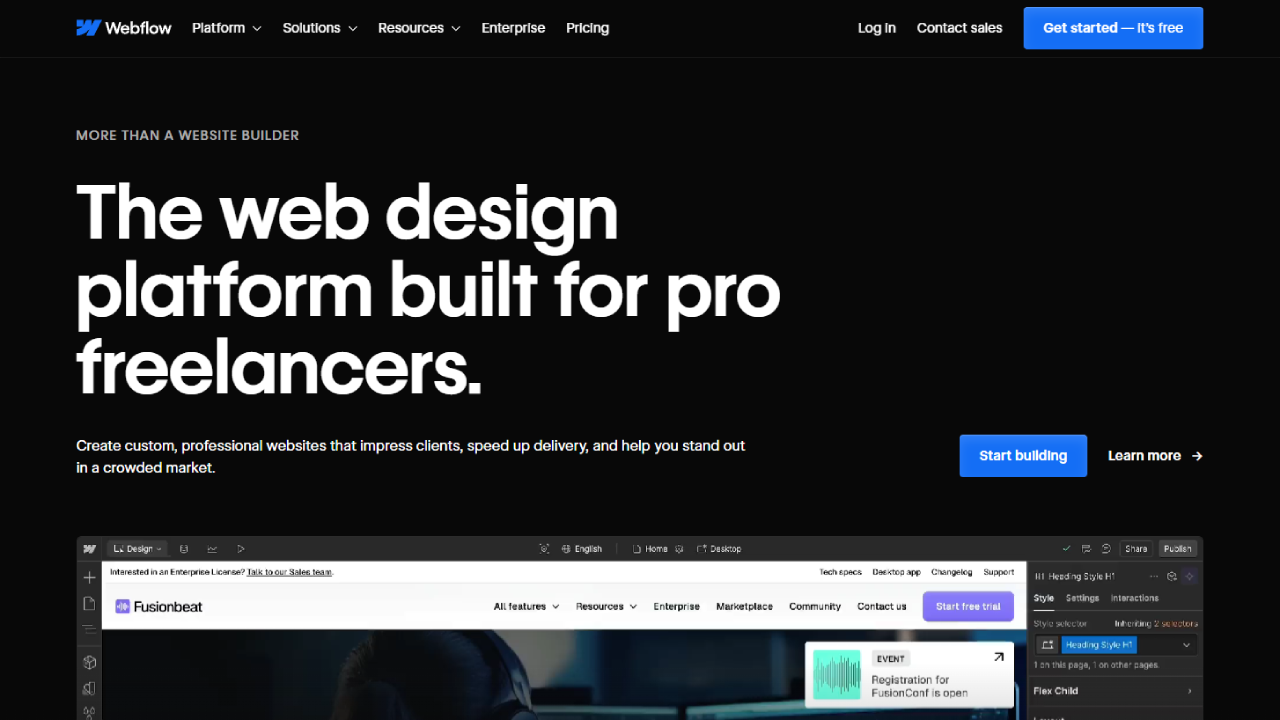 Webflow Platform Solutions Resources Enterprise Pricing Log in Contact sales Get started — it's free
MORE THAN A WEBSITE BUILDER
The web design
platform built for pro
freelancers.
Create custom, professional websites that impress clients, speed up delivery, and help you stand out
in a crowded market.
Start building Learn more →
Design English Home Desktop Share Publish
Interested in an Enterprise License? Talk to our Sales team. Tech specs Desktop app Changelog Support
H1 Heading Style H1
Style Settings Interactions
Fusionbeat All features Resources Enterprise Marketplace Community Contact us Start free trial
Style selector Inheriting 2 selectors
Heading Style H1
EVENT
Registration for
FusionConf is open
1 on this page, 1 on other pages.
Flex Child